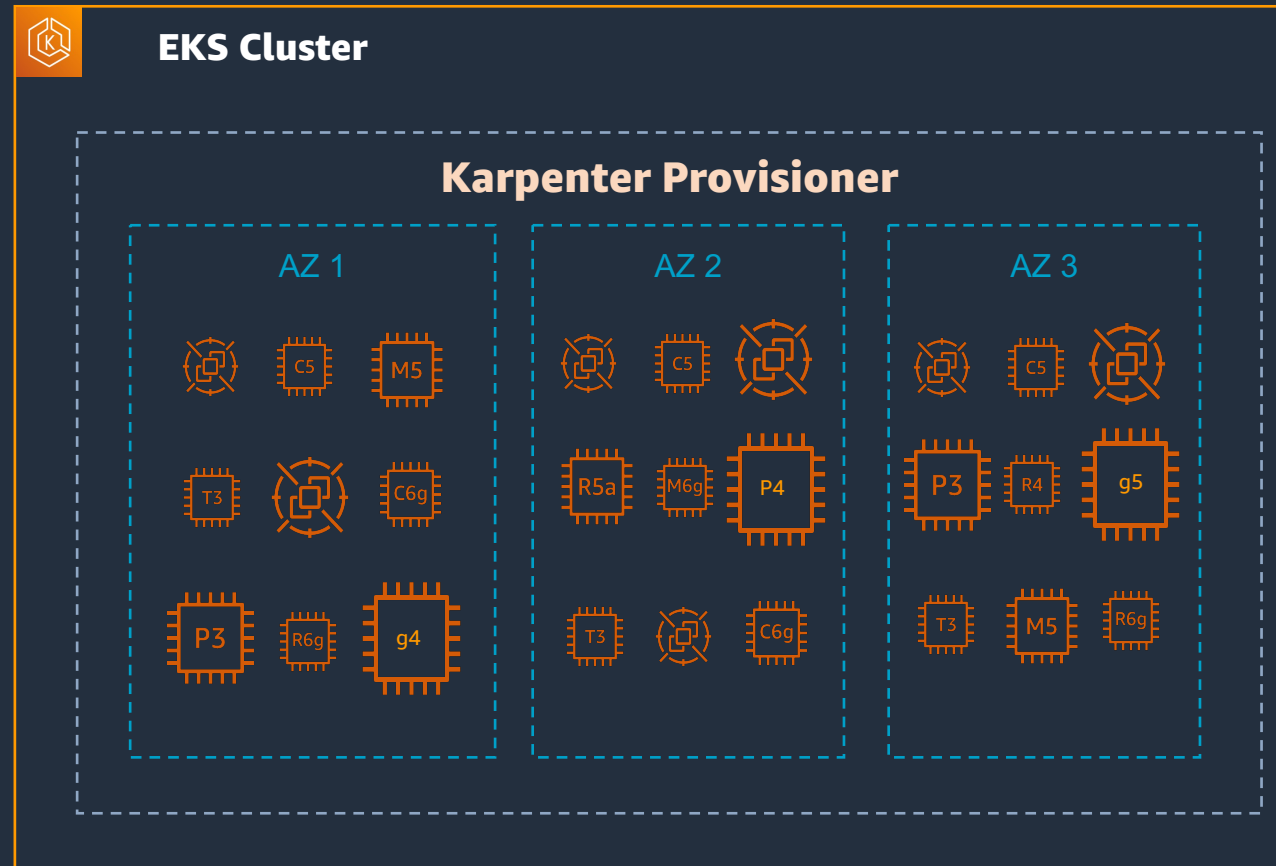 K
EKS Cluster
Karpenter Provisioner
AZ 1
C5
M5
T3
C6g
P3
R6g
g4
AZ 2
C5
R5a
M6g
P4
T3
C6g
AZ 3
C5
P3
R4
g5
T3
M5
R6g